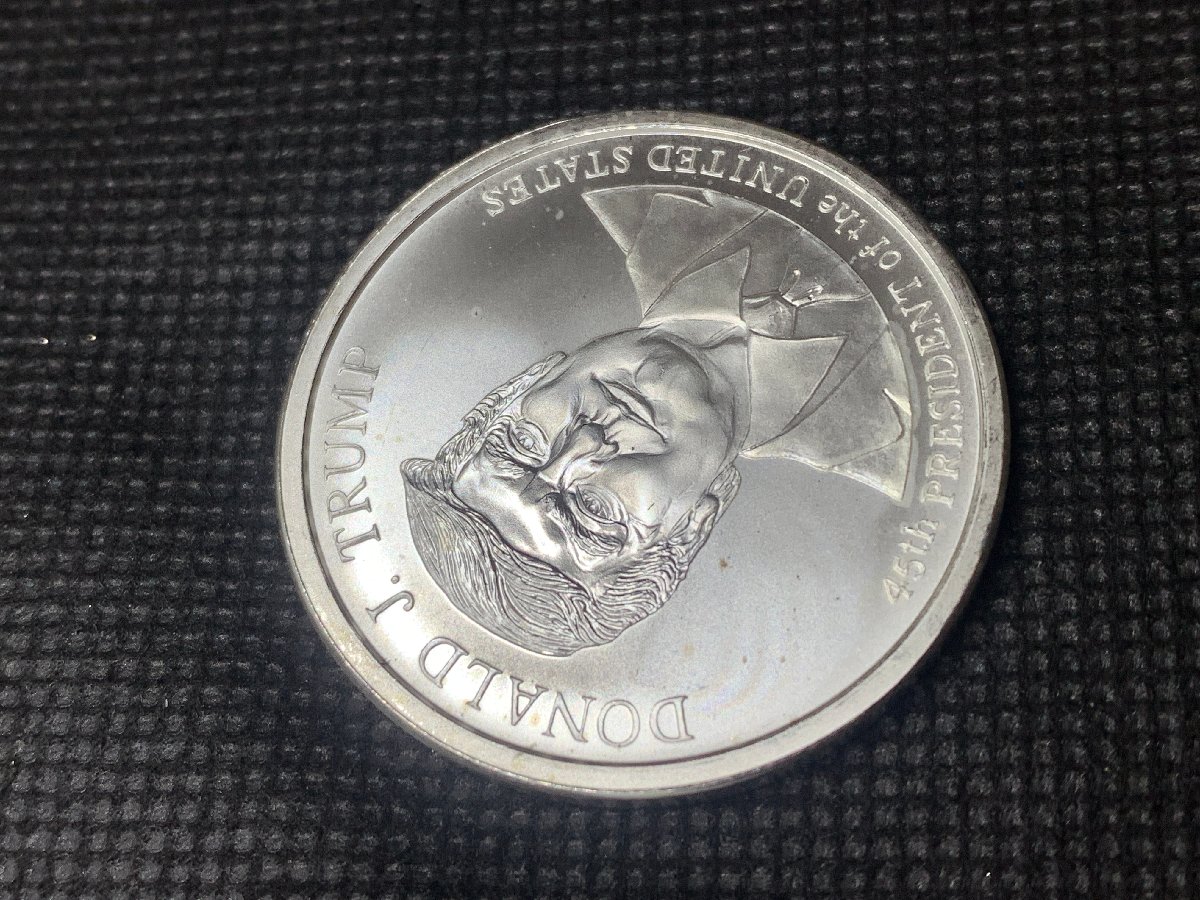 DONALD J. TRUMP
45th PRESIDENT of the UNITED STATES